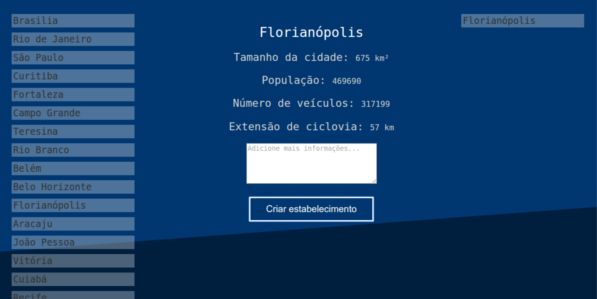 Brasilia
Rio de Janeiro
São Paulo
Curitiba
Fortaleza
Campo Grande
Teresina
Rio Branco
Belém
Belo Horizonte
Florianópolis
Aracaju
João Pessoa
Vitória
Cuiabá
Recife
Florianópolis
Tamanho da cidade: 675 km²
População: 469690
Número de veículos: 317199
Extensão de ciclovia: 57 km
Adicione mais informações...
Criar estabelecimento
Florianópolis